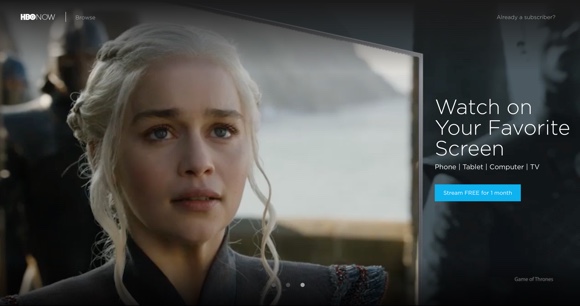 HBO NOW | Browse
Already a subscriber?
Watch on
Your Favorite
Screen
Phone | Tablet | Computer | TV
Stream FREE for 1 month
Game of Thrones